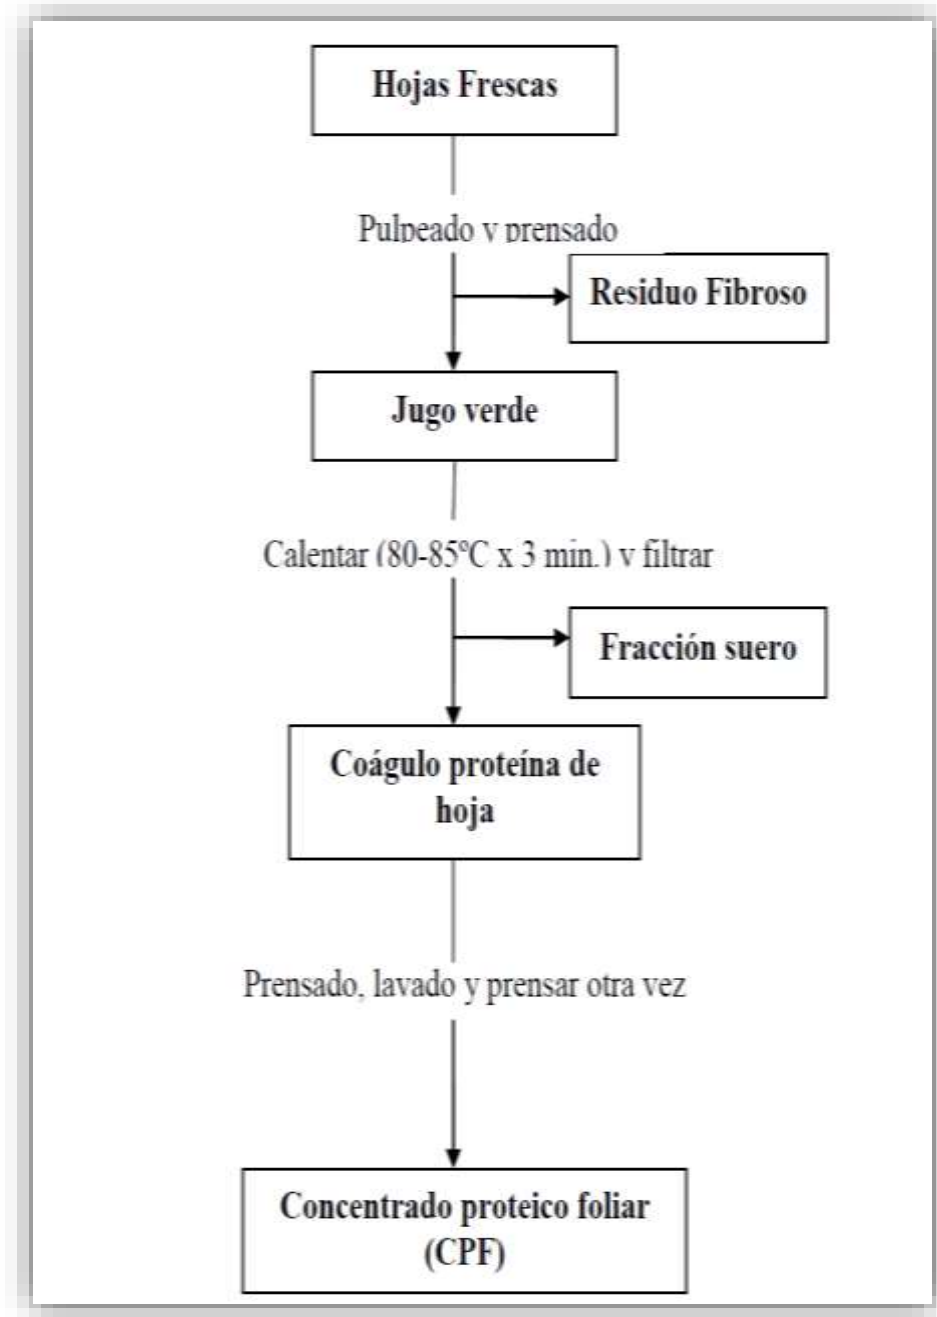 Hojas Frescas
Pulpeado y prensado
Residuo Fibroso
Jugo verde
Calentar (80-85ºC x 3 min.) y filtrar
Fracción suero
Coágulo proteína de
hoja
Prensado, lavado y prensar otra vez
Concentrado proteico foliar
(CPF)